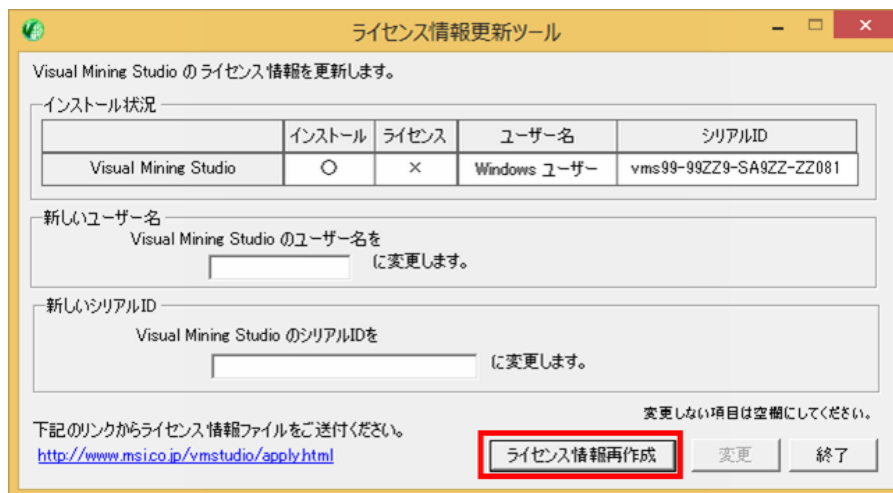 ライセンス情報更新ツール
Visual Mining Studio のライセンス情報を更新します。
インストール状況
インストール ライセンス ユーザー名 シリアルID
Visual Mining Studio ○ × Windows ユーザー vms99-99ZZ9-SA9ZZ-ZZ081
新しいユーザー名
Visual Mining Studio のユーザー名を
に変更します。
新しいシリアルID
Visual Mining Studio のシリアルIDを
に変更します。
変更しない項目は空欄にしてください。
下記のリンクからライセンス情報ファイルをご送付ください。
http://www.msi.co.jp/vmstudio/apply.html
ライセンス情報再作成 変更 終了